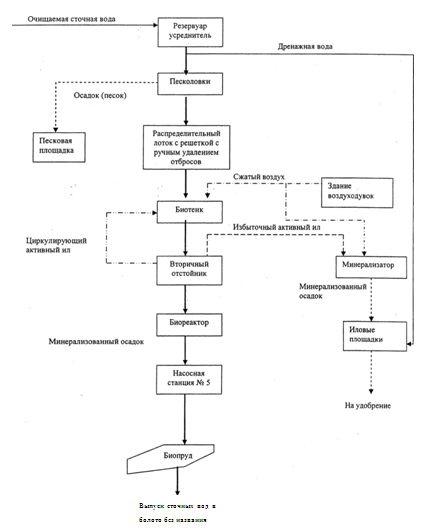 Очищаемая сточная вода
Резервуар
усреднитель
Дренажная вода
Песколовки
Осадок (песок)
Песковая
площадка
Распределительный
лоток с решеткой с
ручным удалением
отбросов
Сжатый воздух
Здание
воздуходувок
Биотенк
Избыточный активный ил
Циркулирующий
активный ил
Вторичный
отстойник
Минерализатор
Минерализованный
осадок
Биореактор
Иловые
площадки
Минерализованный осадок
Насосная
станция № 5
На удобрение
Биопруд
Выпуск сточных вод в
болото без названия